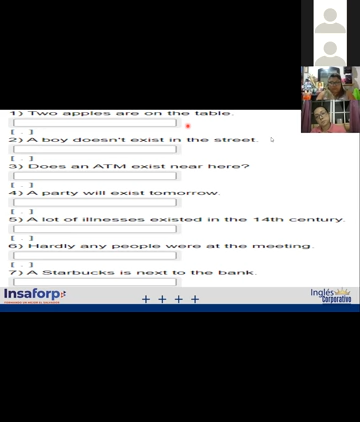 1) Two apples are on the table.
[ . ]
2) A boy doesn't exist in the street.
[ . ]
3) Does an ATM exist near here?
[ . ]
4) A party will exist tomorrow.
[ . ]
5) A lot of illnesses existed in the 14th century.
[ . ]
6) Hardly any people were at the meeting.
[ . ]
7) A Starbucks is next to the bank.
Insaforp
Inglés
Corporativo